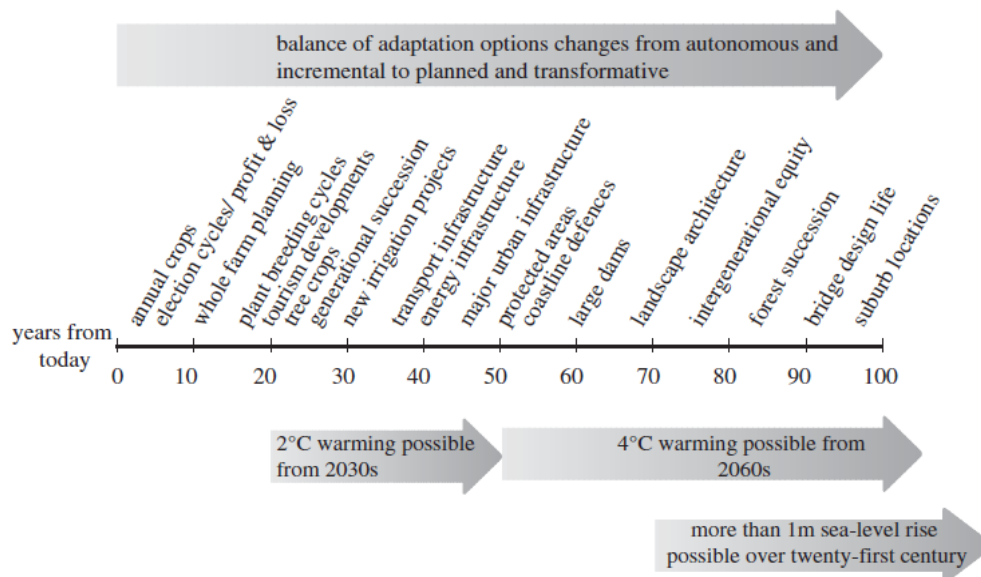 balance of adaptation options changes from autonomous and
incremental to planned and transformative
annual crops
election cycles/ profit & loss
whole farm planning
plant breeding cycles
tourism developments
tree crops
generational succession
new irrigation projects
transport infrastructure
energy infrastructure
major urban infrastructure
protected areas
coastline defences
large dams
landscape architecture
intergenerational equity
forest succession
bridge design life
suburb locations
years from
today
0 10 20 30 40 50 60 70 80 90 100
2°C warming possible
from 2030s
4°C warming possible from
2060s
more than 1m sea-level rise
possible over twenty-first century